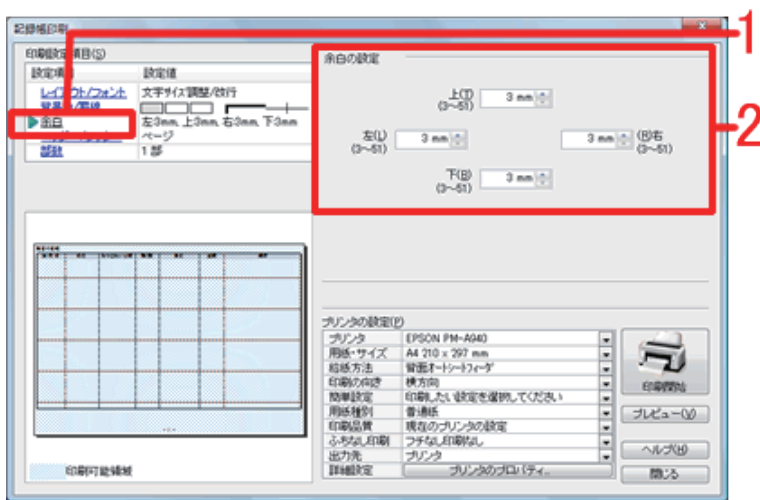 記録帳印刷
1
印刷設定項目(S)
設定項 設定値
レイアウト/フォント 文字サイズ調整/改行
余白 左3mm, 上3mm, 右3mm, 下3mm
ページ
部数 1 部
余白の設定
2
上(T)
(3~51)
3 mm
左(L)
(3~51)
3 mm
3 mm
(R)右
(3~51)
下(B)
(3~51)
3 mm
印刷可能領域
プリンタの設定(P)
プリンタ EPSON PM-A940
用紙・サイズ A4 210 x 297 mm
給紙方法 背面オートシートフィーダ
印刷の向き 横方向
簡単設定 印刷したい設定を選択してください
用紙種別 普通紙
印刷品質 現在のプリンタの設定
ふちなし印刷 フチなし印刷なし
出力先 プリンタ
詳細設定 プリンタのプロパティ...
印刷開始
プレビュー(V)
ヘルプ(H)
閉じる